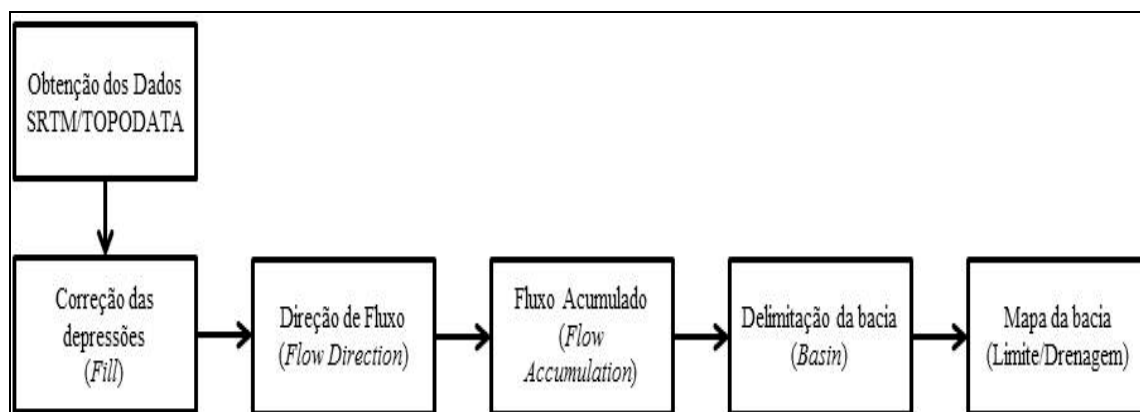 Obtenção dos Dados
SRTM/TOPODATA
Correção das
depressões
(Fill)
Direção de Fluxo
(Flow Direction)
Fluxo Acumulado
(Flow
Accumulation)
Delimitação da bacia
(Basin)
Mapa da bacia
(Limite/Drenagem)